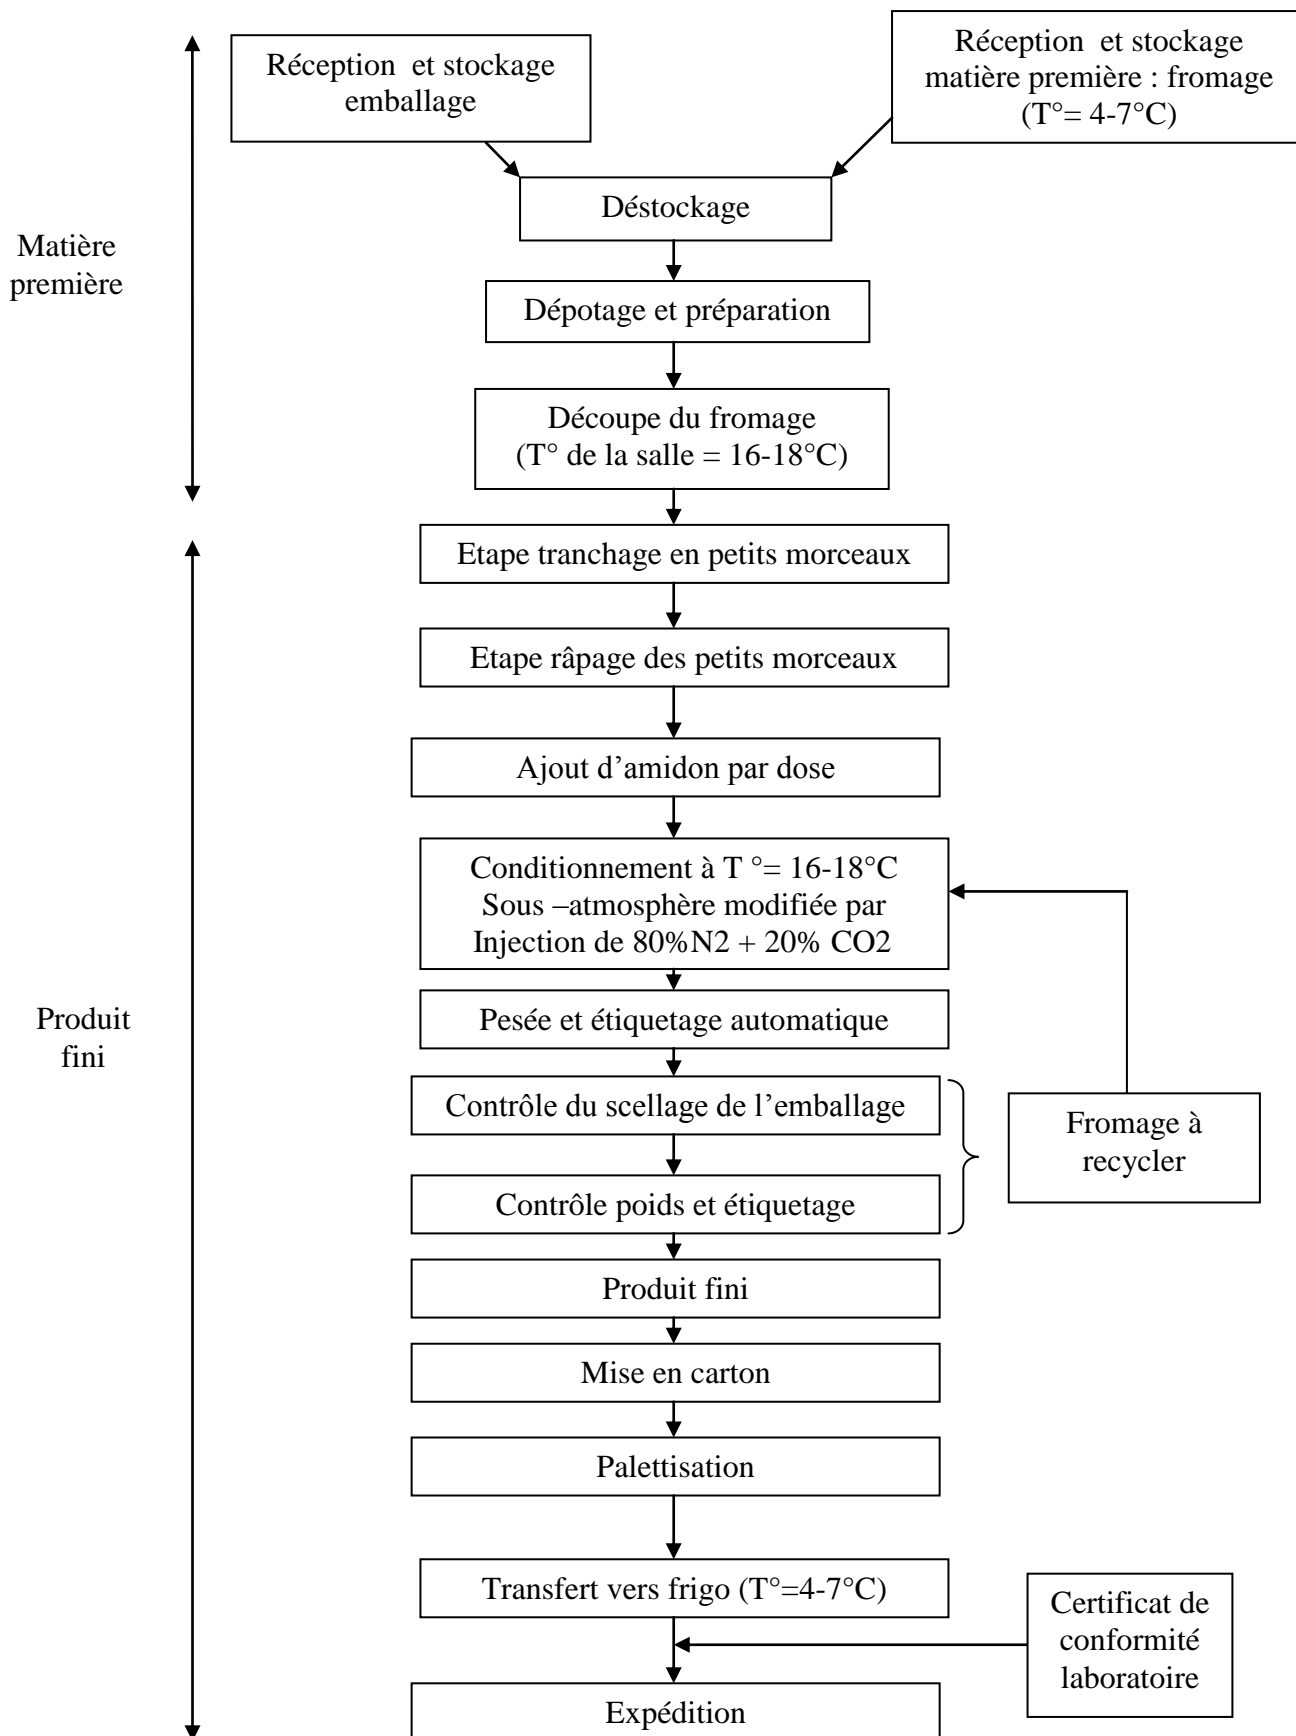 Réception et stockage
emballage
Réception et stockage
matière première : fromage
(T°= 4-7°C)
Déstockage
Matière
première
Dépotage et préparation
Découpe du fromage
(T° de la salle = 16-18°C)
Etape tranchage en petits morceaux
Etape râpage des petits morceaux
Ajout d’amidon par dose
Conditionnement à T °= 16-18°C
Sous –atmosphère modifiée par
Injection de 80%N2 + 20% CO2
Produit
fini
Pesée et étiquetage automatique
Contrôle du scellage de l’emballage
Contrôle poids et étiquetage
Fromage à
recycler
Produit fini
Mise en carton
Palettisation
Transfert vers frigo (T°=4-7°C)
Certificat de
conformité
laboratoire
Expédition